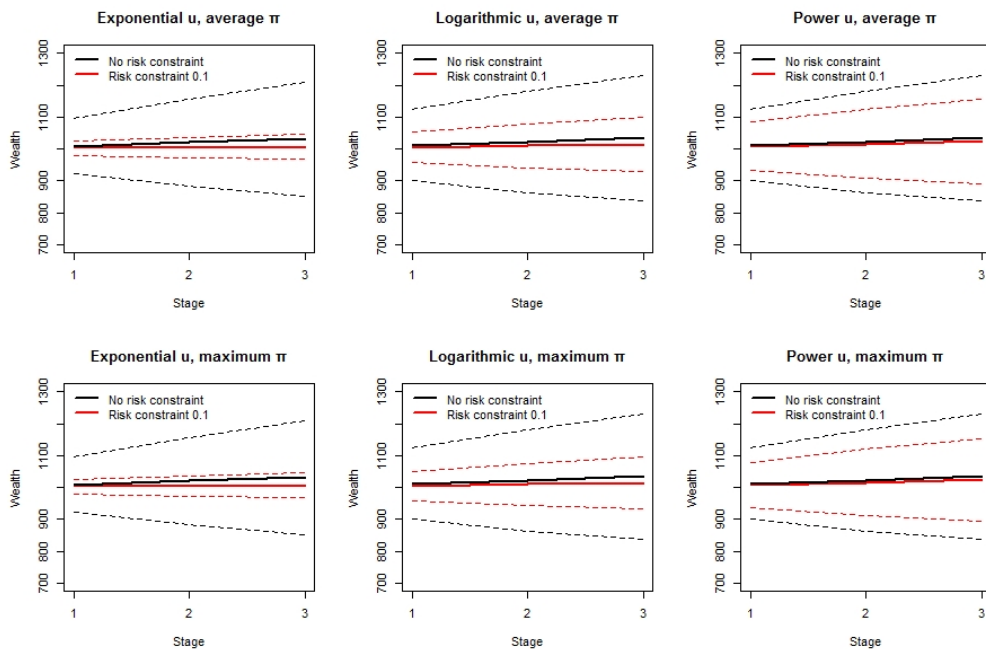 Exponential u, average π
Logarithmic u, average π
Power u, average π
1300
1100
900
800
700
Wealth
No risk constraint
Risk constraint 0.1
1
2
3
Stage
1300
1100
900
800
700
Wealth
No risk constraint
Risk constraint 0.1
1
2
3
Stage
1300
1100
900
800
700
Wealth
No risk constraint
Risk constraint 0.1
1
2
3
Stage
Exponential u, maximum π
Logarithmic u, maximum π
Power u, maximum π
1300
1100
900
800
700
Wealth
No risk constraint
Risk constraint 0.1
1
2
3
Stage
1300
1100
900
800
700
Wealth
No risk constraint
Risk constraint 0.1
1
2
3
Stage
1300
1100
900
800
700
Wealth
No risk constraint
Risk constraint 0.1
1
2
3
Stage